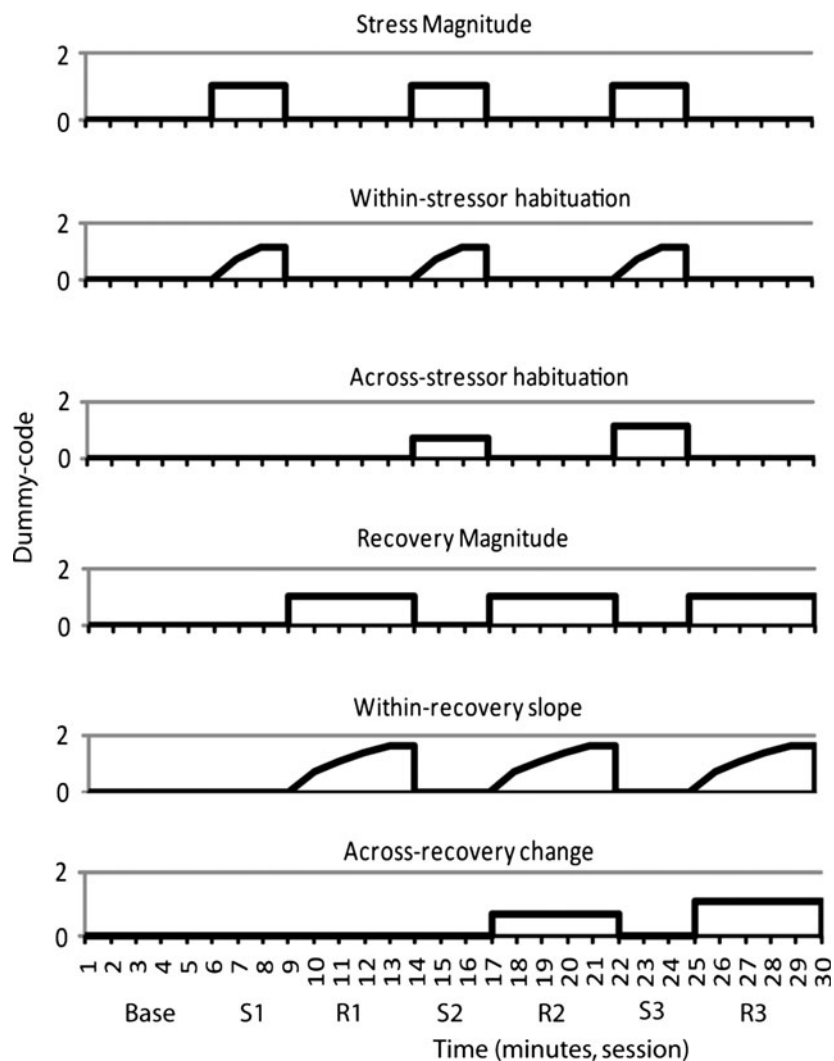 Stress Magnitude
2
0
Within-stressor habituation
2
0
Across-stressor habituation
2
0
Dummy-code
Recovery Magnitude
2
0
Within-recovery slope
2
0
Across-recovery change
2
0
1 2 3 4 5 6 7 8 9 10 11 12 13 14 15 16 17 18 19 20 21 22 23 24 25 26 27 28 29 30
Base S1 R1 S2 R2 S3 R3
Time (minutes, session)